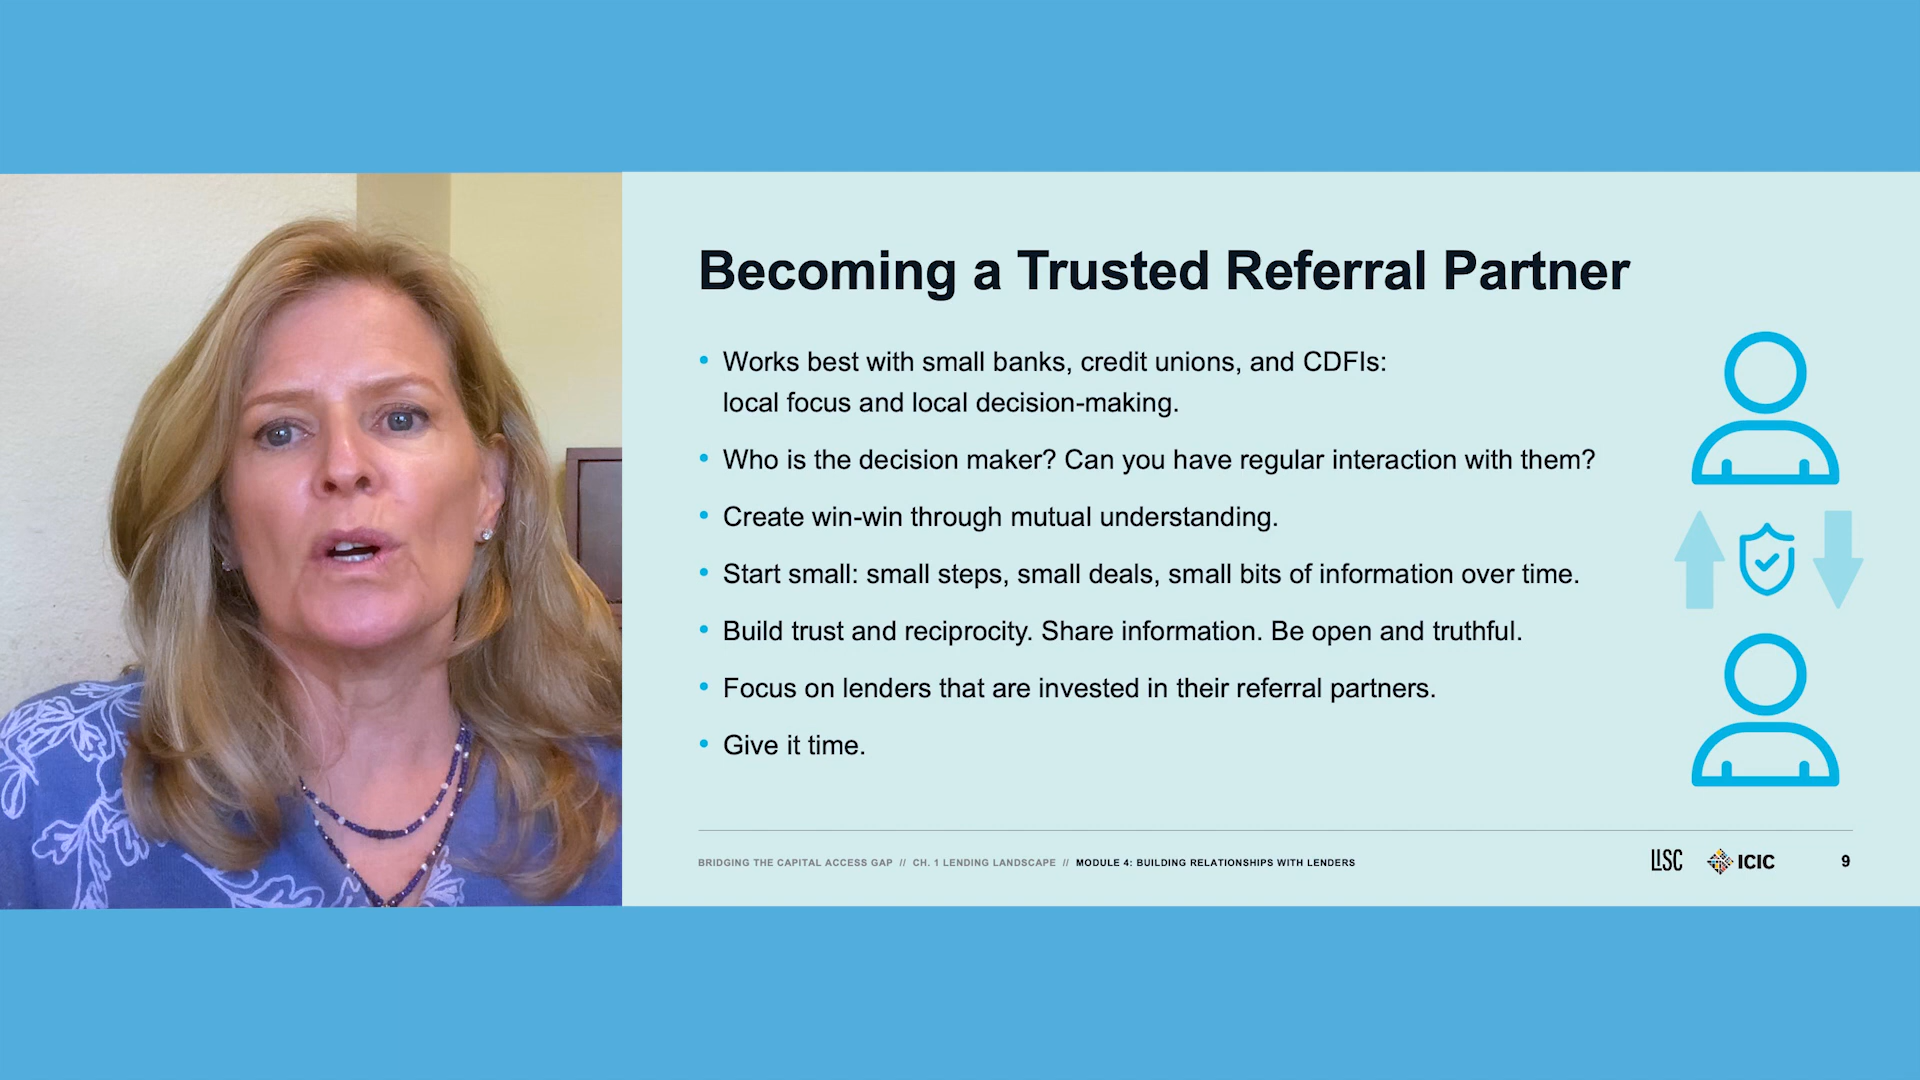 Becoming a Trusted Referral Partner
• Works best with small banks, credit unions, and CDFIs:
local focus and local decision-making.
• Who is the decision maker? Can you have regular interaction with them?
• Create win-win through mutual understanding.
• Start small: small steps, small deals, small bits of information over time.
• Build trust and reciprocity. Share information. Be open and truthful.
• Focus on lenders that are invested in their referral partners.
• Give it time.
BRIDGING THE CAPITAL ACCESS GAP // CH. 1 LENDING LANDSCAPE // MODULE 4: BUILDING RELATIONSHIPS WITH LENDERS
LISC ICIC 9